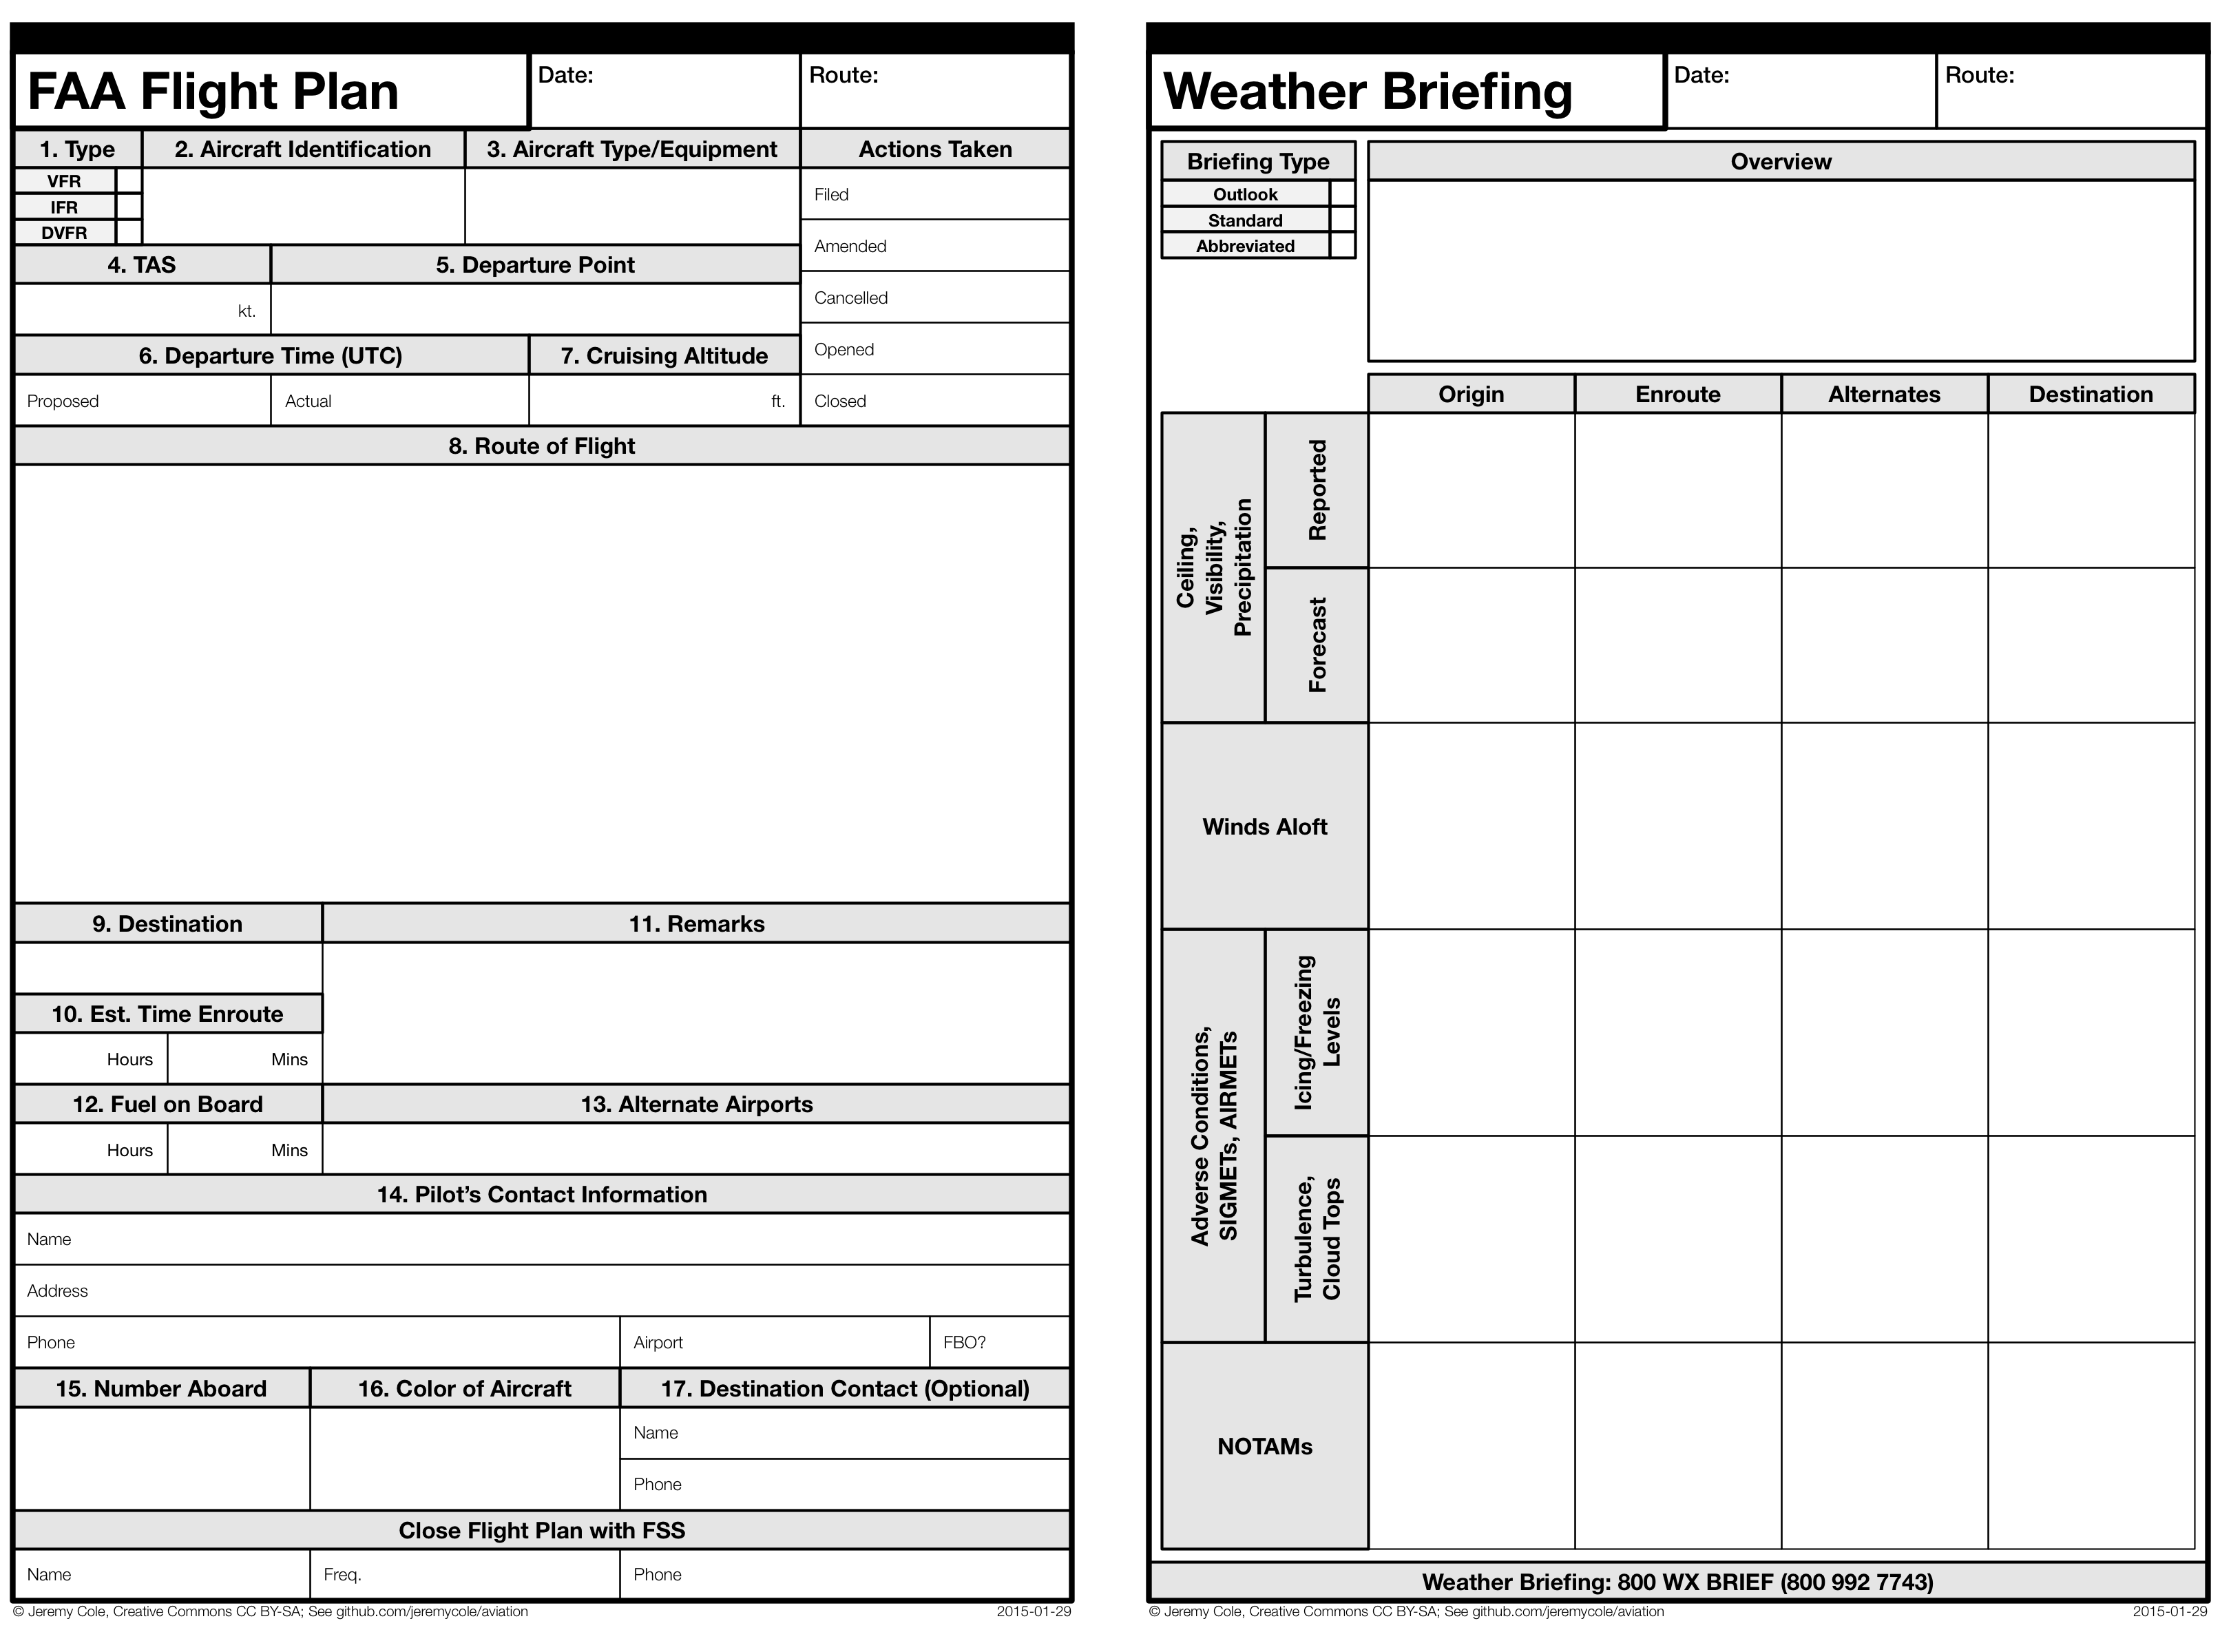 FAA Flight Plan
Date:
Route:
1. Type
2. Aircraft Identification
3. Aircraft Type/Equipment
Actions Taken
VFR
IFR
DVFR
Filed
Amended
4. TAS
5. Departure Point
kt.
Cancelled
6. Departure Time (UTC)
7. Cruising Altitude
Opened
Proposed
Actual
ft.
Closed
8. Route of Flight
9. Destination
11. Remarks
10. Est. Time Enroute
Hours
Mins
12. Fuel on Board
13. Alternate Airports
Hours
Mins
14. Pilot’s Contact Information
Name
Address
Phone
Airport
FBO?
15. Number Aboard
16. Color of Aircraft
17. Destination Contact (Optional)
Name
Phone
Close Flight Plan with FSS
Name
Freq.
Phone
© Jeremy Cole, Creative Commons CC BY-SA; See github.com/jeremycole/aviation
2015-01-29
Weather Briefing
Date:
Route:
Briefing Type
Overview
Outlook
Standard
Abbreviated
Origin
Enroute
Alternates
Destination
Ceiling,
Visibility,
Precipitation
Reported
Forecast
Winds Aloft
Adverse Conditions,
SIGMETs, AIRMETs
Icing/Freezing
Levels
Turbulence,
Cloud Tops
NOTAMs
Weather Briefing: 800 WX BRIEF (800 992 7743)
© Jeremy Cole, Creative Commons CC BY-SA; See github.com/jeremycole/aviation
2015-01-29